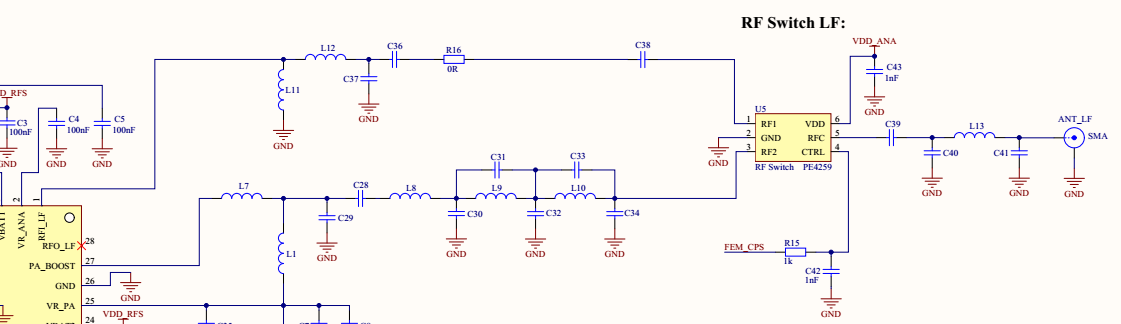 RF Switch LF:
VDD_ANA
L12
C36
R16
0R
C38
C37
GND
L11
GND
C43
1nF
GND
D_RFS
C3
100nF
GND
C4
100nF
GND
C5
100nF
GND
U5
1 RF1 VDD 6
2 GND RFC 5
3 RF2 CTRL 4
RF Switch PE4259
GND
C39
L13
C40
GND
C41
GND
ANT_LF
SMA
GND
C31
C33
L7
C28
L8
L9
L10
C29
GND
C30
GND
C32
GND
C34
GND
L1
FEM_CPS
R15
1k
C42
1nF
GND
2
1
VBAT1
VR_ANA
RFI_LF
RFO_LF 28
PA_BOOST 27
GND 26
GND
VR_PA 25
VDD_RFS
24